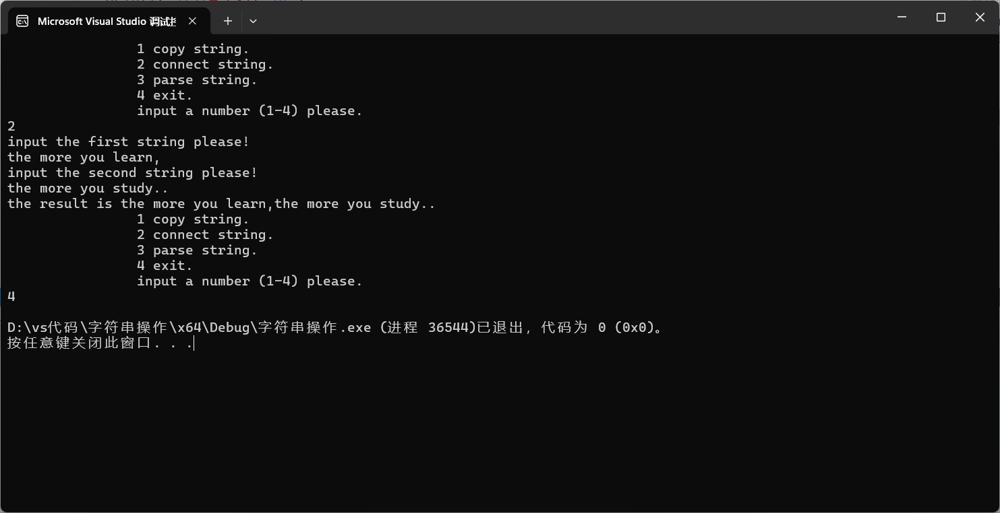 Microsoft Visual Studio 调试
1 copy string.
2 connect string.
3 parse string.
4 exit.
input a number (1-4) please.
2
input the first string please!
the more you learn,
input the second string please!
the more you study..
the result is the more you learn,the more you study..
1 copy string.
2 connect string.
3 parse string.
4 exit.
input a number (1-4) please.
4
D:\vs代码\字符串操作\x64\Debug\字符串操作.exe (进程 36544)已退出，代码为 0 (0x0)。
按任意键关闭此窗口. . .